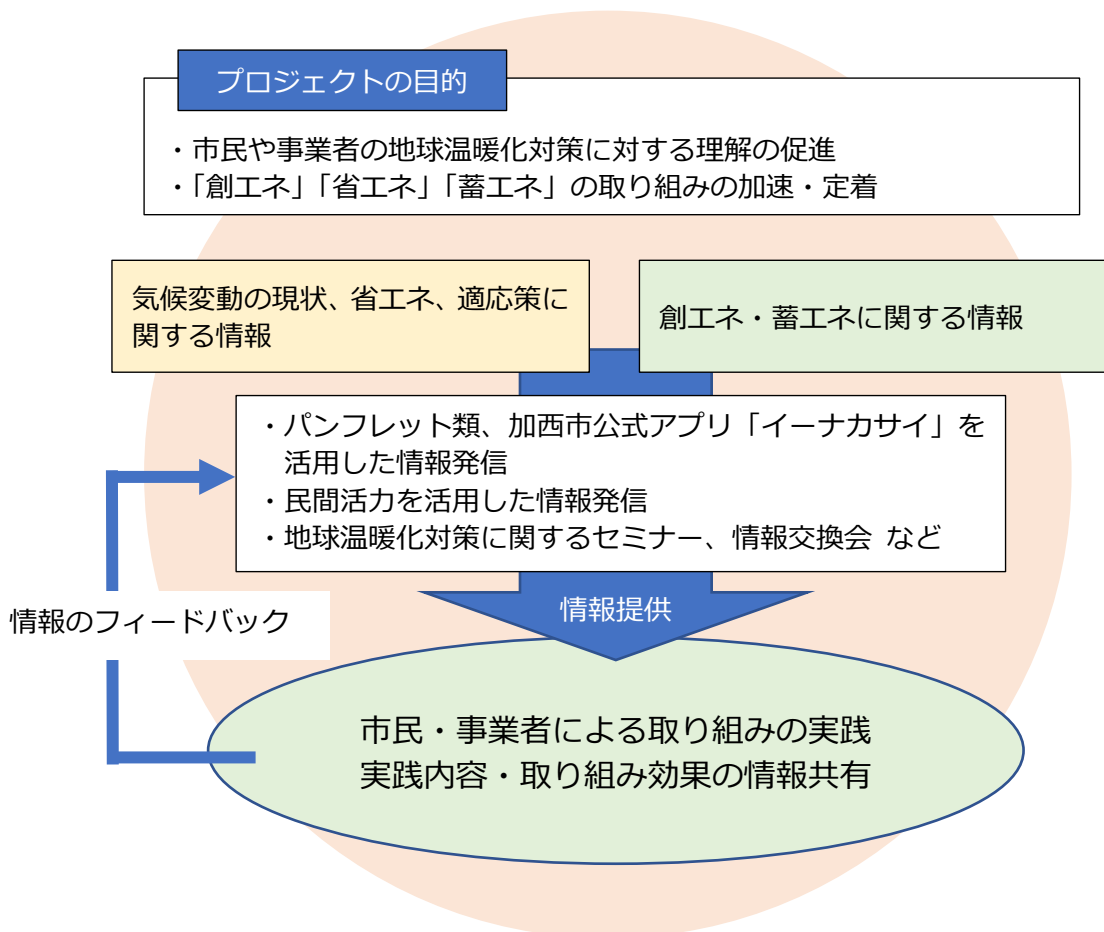 プロジェクトの目的
・市民や事業者の地球温暖化対策に対する理解の促進
・「創エネ」「省エネ」「蓄エネ」の取り組みの加速・定着
気候変動の現状、省エネ、適応策に
関する情報
創エネ・蓄エネに関する情報
・パンフレット類、加西市公式アプリ「イーナカサイ」を
活用した情報発信
・民間活力を活用した情報発信
・地球温暖化対策に関するセミナー、情報交換会 など
情報提供
情報のフィードバック
市民・事業者による取り組みの実践
実践内容・取り組み効果の情報共有